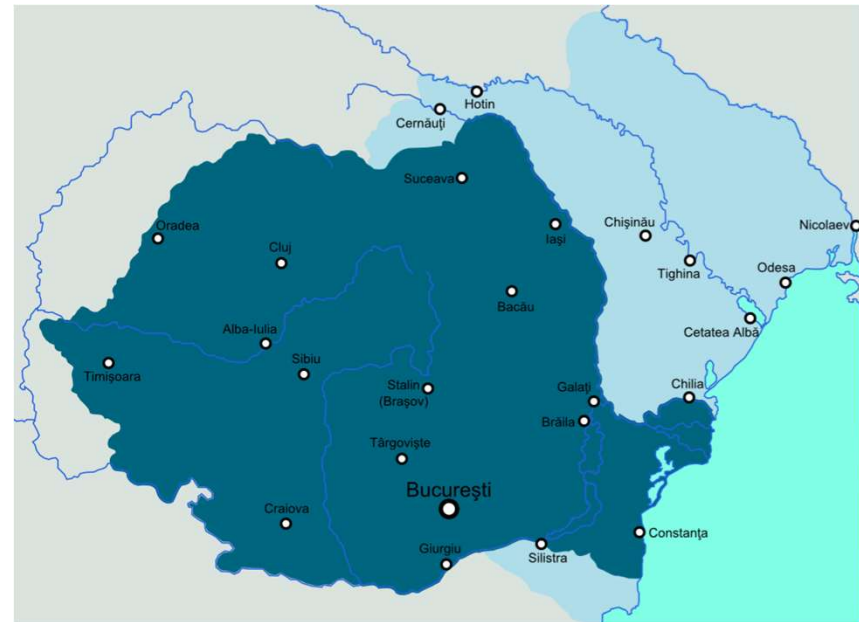 Hotin
Cernăuţi
Suceava
Chişinău
Nicolaev
Oradea
Iaşi
Cluj
Tighina
Odesa
Bacău
Alba-Iulia
Cetatea Albă
Sibiu
Timişoara
Stalin
(Braşov)
Galaţi
Chilia
Brăila
Târgovişte
Bucureşti
Craiova
Constanţa
Giurgiu
Silistra